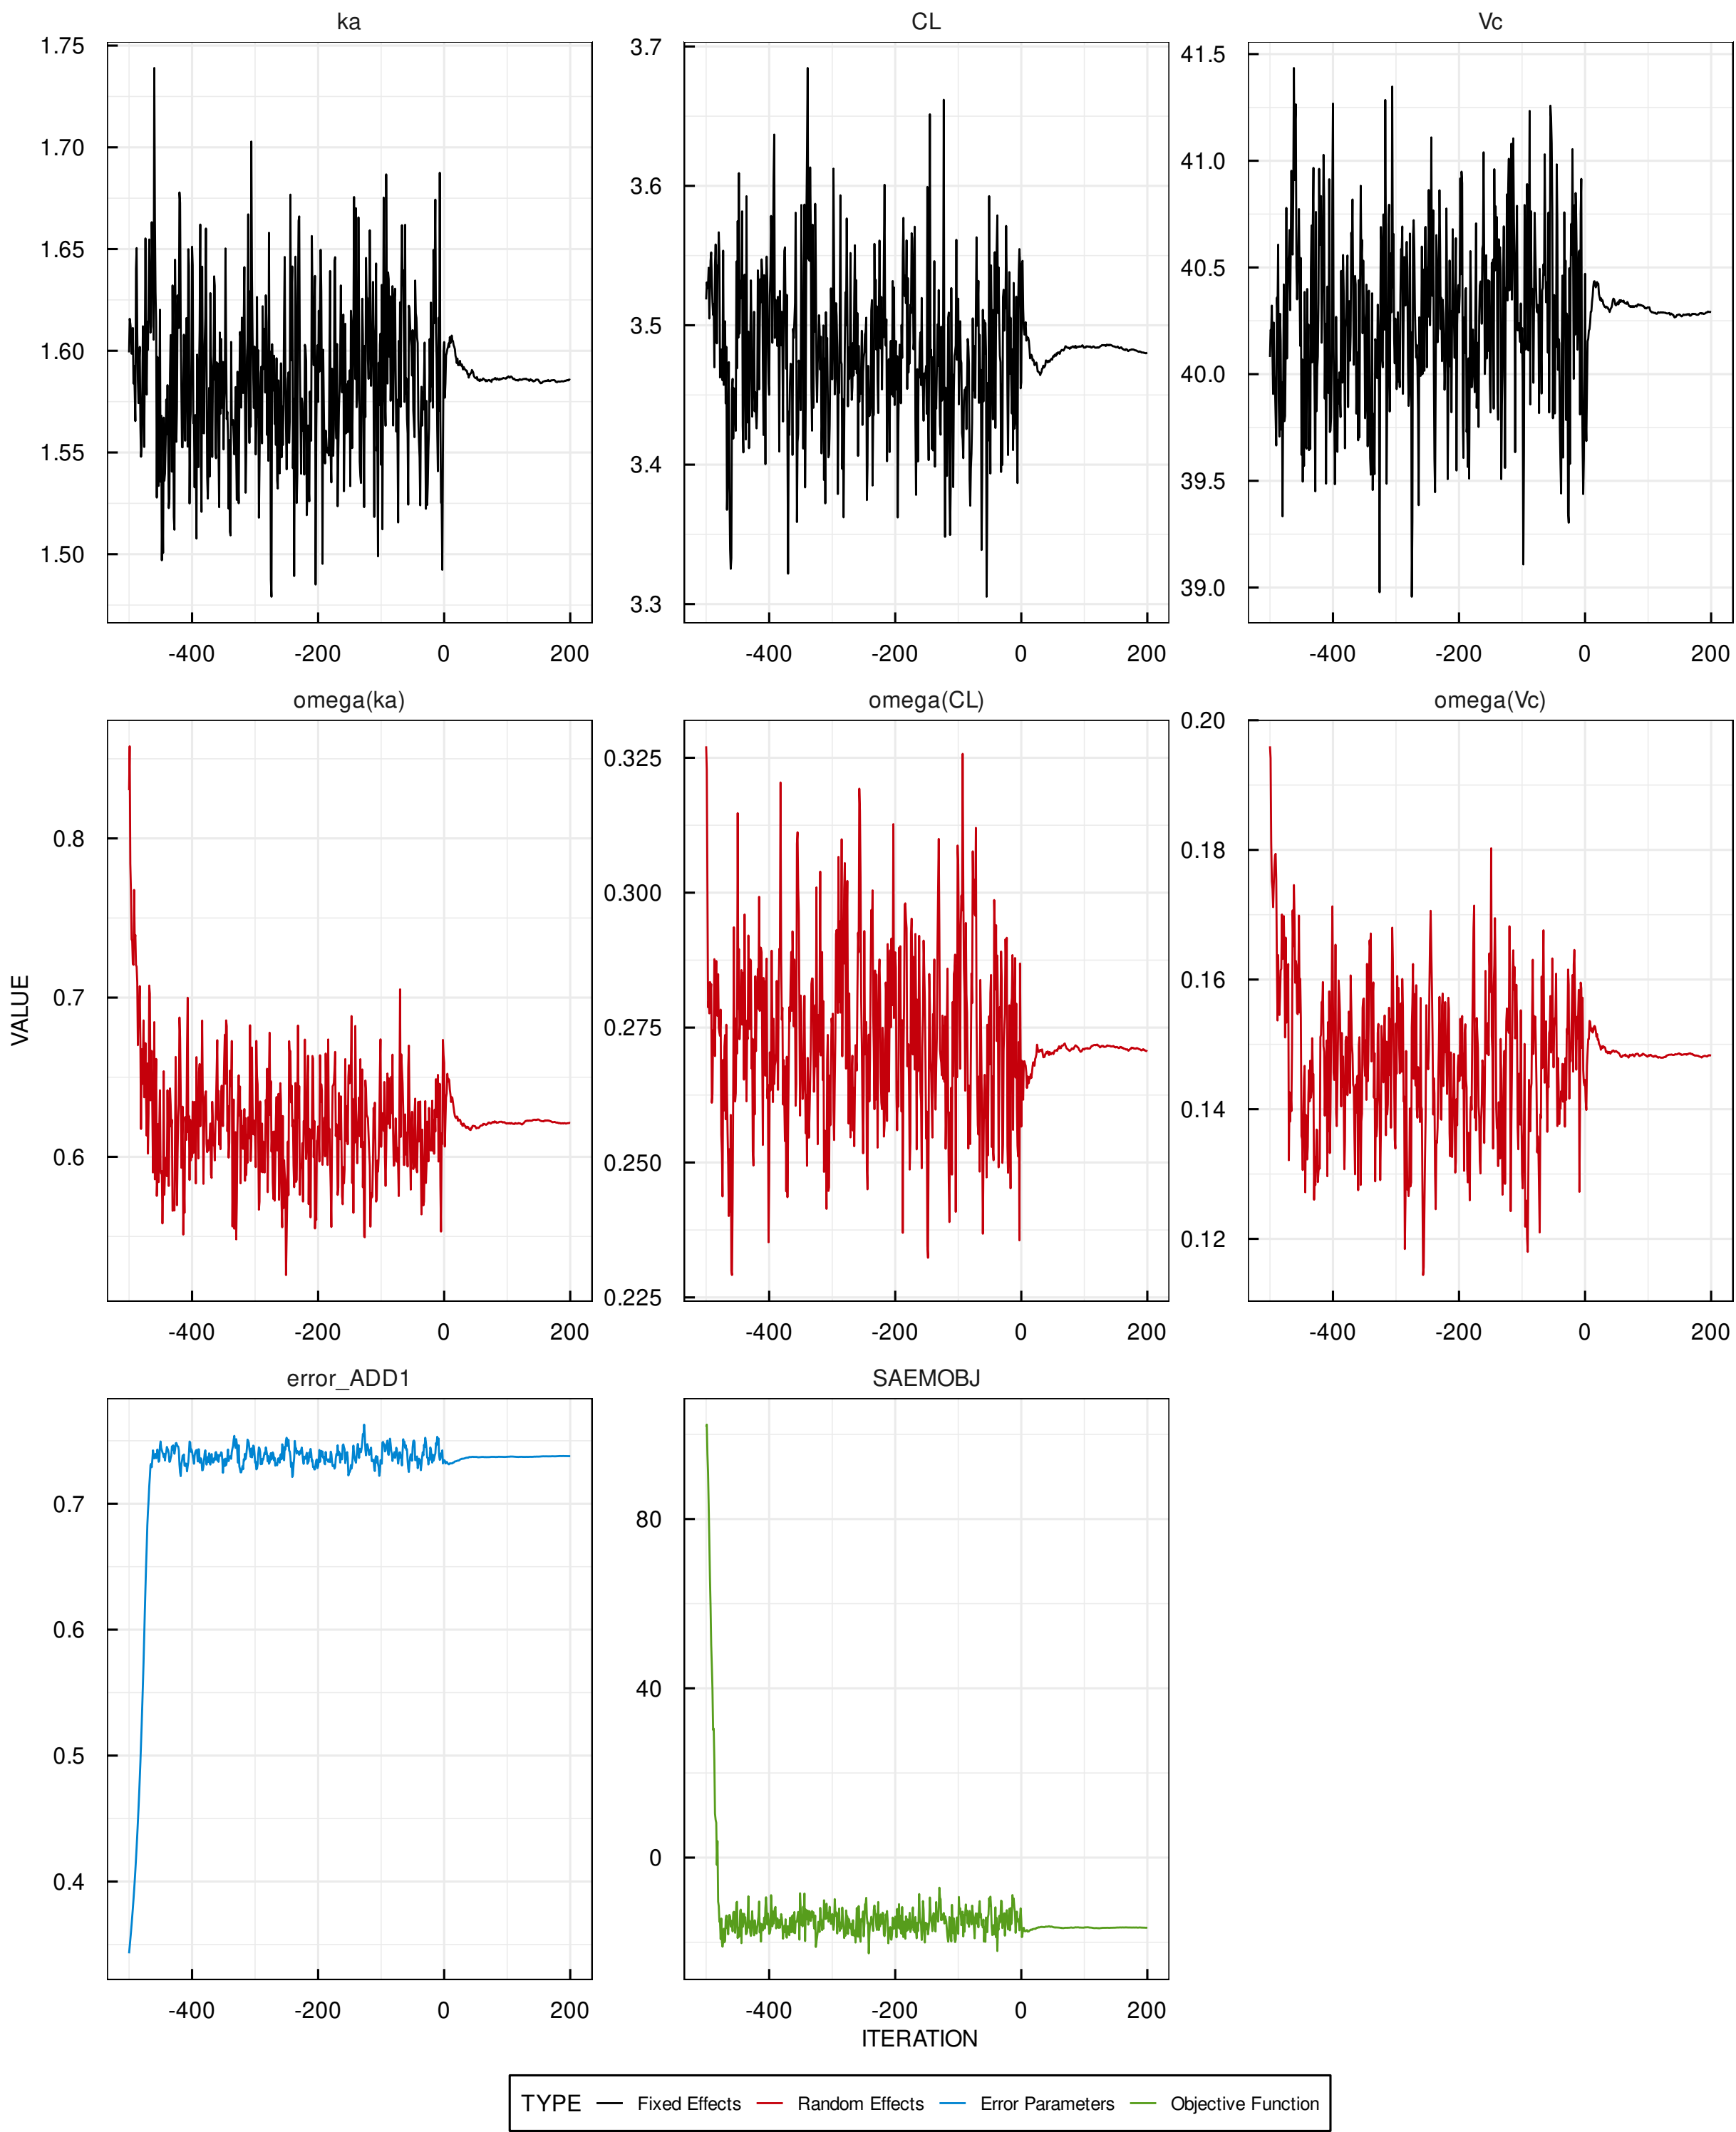 ka CL Vc
1.75 3.7 41.5
1.70 3.6 41.0
1.65 3.5 40.5
1.60 3.4 40.0
1.55 3.3 39.5
1.50 39.0
-400 -200 0 200 -400 -200 0 200 -400 -200 0 200
omega(ka) omega(CL) omega(Vc)
0.8 0.325 0.20
0.7 0.300 0.18
0.6 0.275 0.16
0.250 0.14
0.225 0.12
-400 -200 0 200 -400 -200 0 200 -400 -200 0 200
VALUE
error_ADD1 SAEMOBJ
0.7 80
0.6 40
0.5 0
0.4
-400 -200 0 200 -400 -200 0 200
ITERATION
TYPE Fixed Effects Random Effects Error Parameters Objective Function